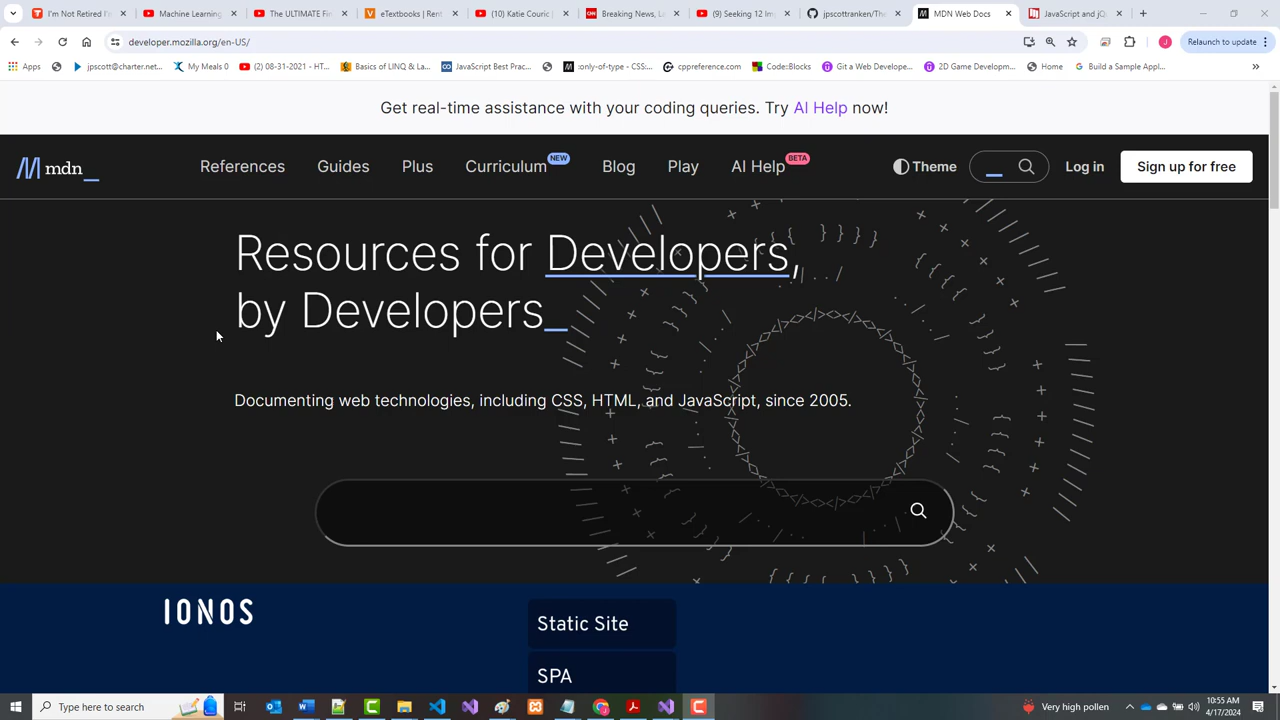 I'm Not Retired I'm
Machine Learning
The ULTIMATE Fin
eTextbooks | Ren
(10) Katie Couric
Breaking News, L
(9) Seeking 12 Im
jpscottranken/The
MDN Web Docs
JavaScript and jQ
developer.mozilla.org/en-US/
Relaunch to update
Apps
jpscott@charter.net...
My Meals 0
(2) 08-31-2021 - HT...
Basics of LINQ & La...
JavaScript Best Prac...
:only-of-type - CSS:...
cppreference.com
Code::Blocks
Git a Web Develope...
2D Game Developm...
Home
Build a Sample Appl...
Get real-time assistance with your coding queries. Try AI Help now!
mdn_
References
Guides
Plus
Curriculum NEW
Blog
Play
AI Help BETA
Theme
Log in
Sign up for free
Resources for Developers,
by Developers_
Documenting web technologies, including CSS, HTML, and JavaScript, since 2005.
IONOS
Static Site
SPA
Type here to search
Very high pollen
10:55 AM
4/17/2024